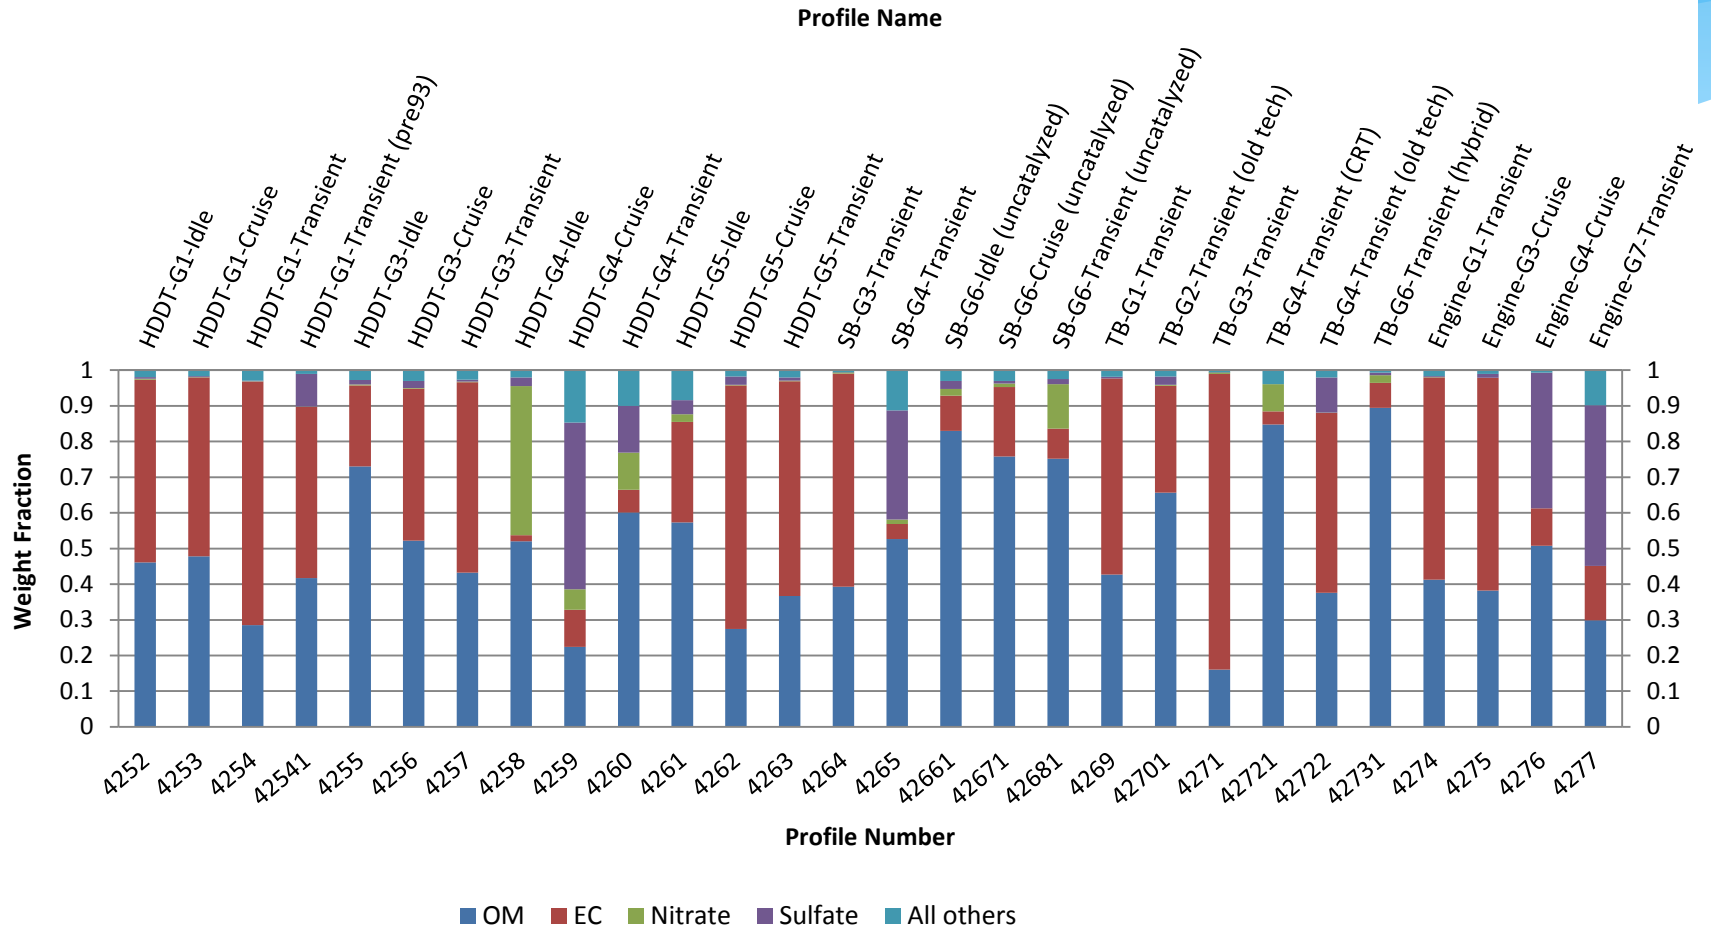 Profile Name
HDDT-G1-Idle
HDDT-G1-Cruise
HDDT-G1-Transient
HDDT-G1-Transient (pre93)
HDDT-G3-Idle
HDDT-G3-Cruise
HDDT-G3-Transient
HDDT-G4-Idle
HDDT-G4-Cruise
HDDT-G4-Transient
HDDT-G5-Idle
HDDT-G5-Cruise
HDDT-G5-Transient
SB-G3-Transient
SB-G4-Transient
SB-G6-Idle (uncatalyzed)
SB-G6-Cruise (uncatalyzed)
SB-G6-Transient (uncatalyzed)
TB-G1-Transient
TB-G2-Transient (old tech)
TB-G3-Transient
TB-G4-Transient (CRT)
TB-G4-Transient (old tech)
TB-G6-Transient (hybrid)
Engine-G1-Transient
Engine-G3-Cruise
Engine-G4-Cruise
Engine-G7-Transient
Weight Fraction
1 1
0.9 0.9
0.8 0.8
0.7 0.7
0.6 0.6
0.5 0.5
0.4 0.4
0.3 0.3
0.2 0.2
0.1 0.1
0 0
4252 4253 4254 42541 4255 4256 4257 4258 4259 4260 4261 4262 4263 4264 4265 42661 42671 42681 4269 42701 4271 42721 42722 42731 4274 4275 4276 4277
Profile Number
OM EC Nitrate Sulfate All others